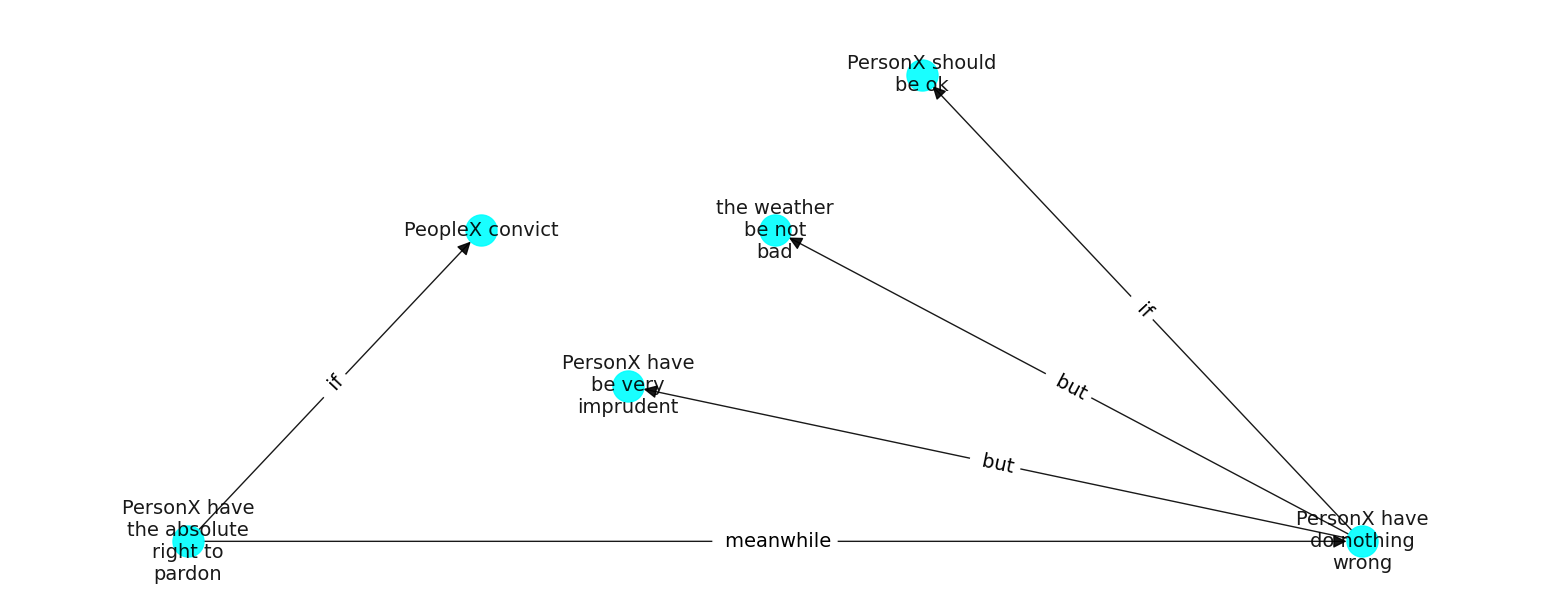 PersonX should
be ok
the weather
be not
bad
PeopleX convict
if
PersonX have
be very
imprudent
if
but
but
PersonX have
the absolute
right to
pardon
meanwhile
PersonX have
do nothing
wrong